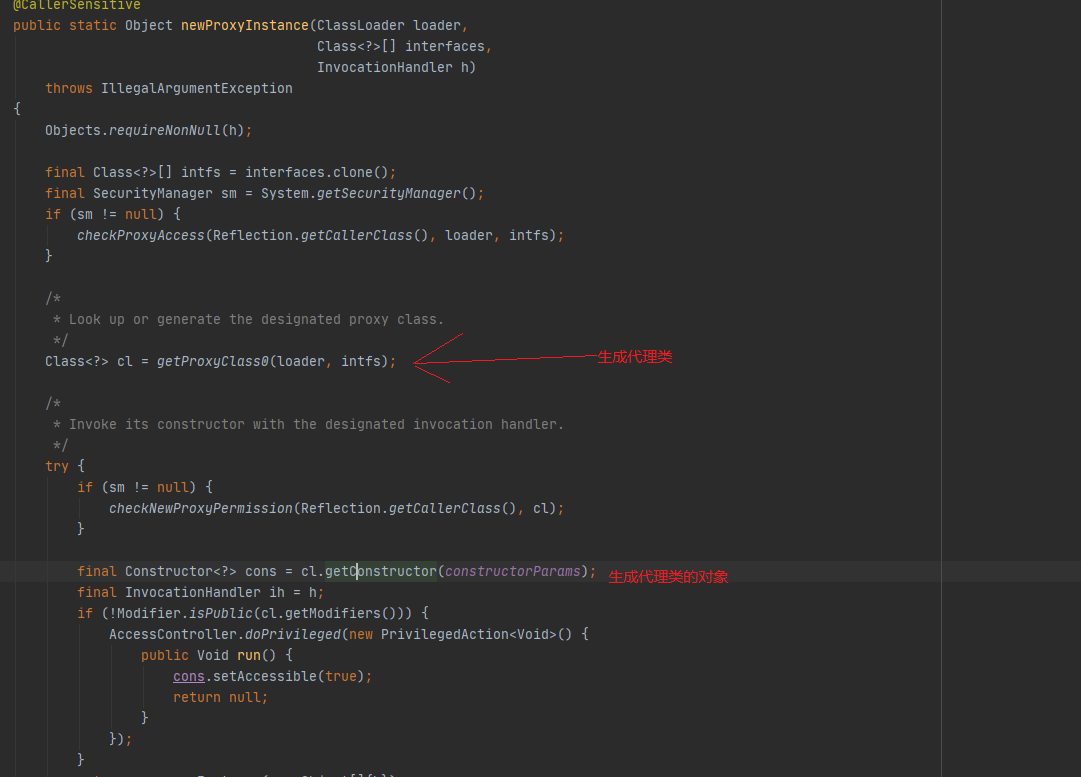 @CallerSensitive
public static Object newProxyInstance(ClassLoader loader,
                                      Class<?>[] interfaces,
                                      InvocationHandler h)
    throws IllegalArgumentException
{
    Objects.requireNonNull(h);
    final Class<?>[] intfs = interfaces.clone();
    final SecurityManager sm = System.getSecurityManager();
    if (sm != null) {
        checkProxyAccess(Reflection.getCallerClass(), loader, intfs);
    }
    /*
     * Look up or generate the designated proxy class.
     */
    Class<?> cl = getProxyClass0(loader, intfs); 生成代理类
    /*
     * Invoke its constructor with the designated invocation handler.
     */
    try {
        if (sm != null) {
            checkNewProxyPermission(Reflection.getCallerClass(), cl);
        }
        final Constructor<?> cons = cl.getConstructor(constructorParams); 生成代理类的对象
        final InvocationHandler ih = h;
        if (!Modifier.isPublic(cl.getModifiers())) {
            AccessController.doPrivileged(new PrivilegedAction<Void>() {
                public Void run() {
                    cons.setAccessible(true);
                    return null;
                }
            });
        }